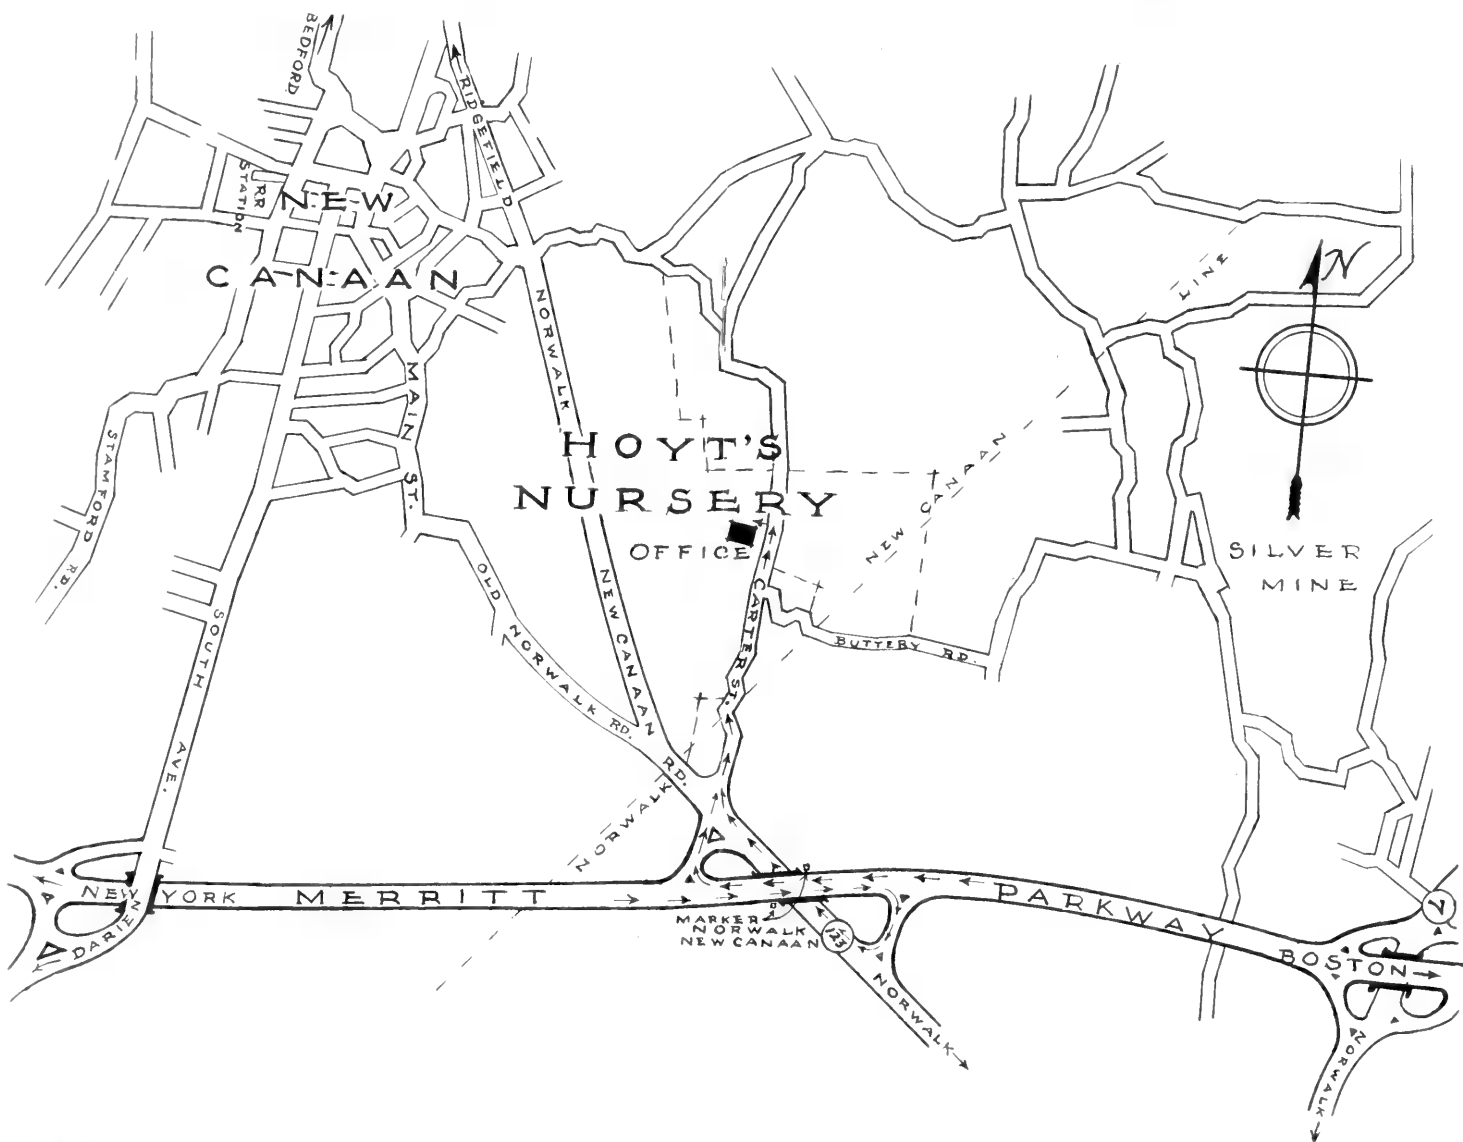 BEDFORD
RIDGEFIELD
RR
STATION
NEW
CANAAN
N
LINE
NORWALK
MAIN ST.
STAMFORD RD.
HOYT'S
NURSERY
OFFICE
NEW CANAAN
SILVER
MINE
OLD NORWALK RD.
NEW CANAAN RD.
CARTER ST.
BUTTERY RD.
SOUTH AVE.
NORWALK
NEW YORK
MERRITT PARKWAY
BOSTON
DARIEN
MARKER
NORWALK
NEW CANAAN
123
7
NORWALK
NORWALK